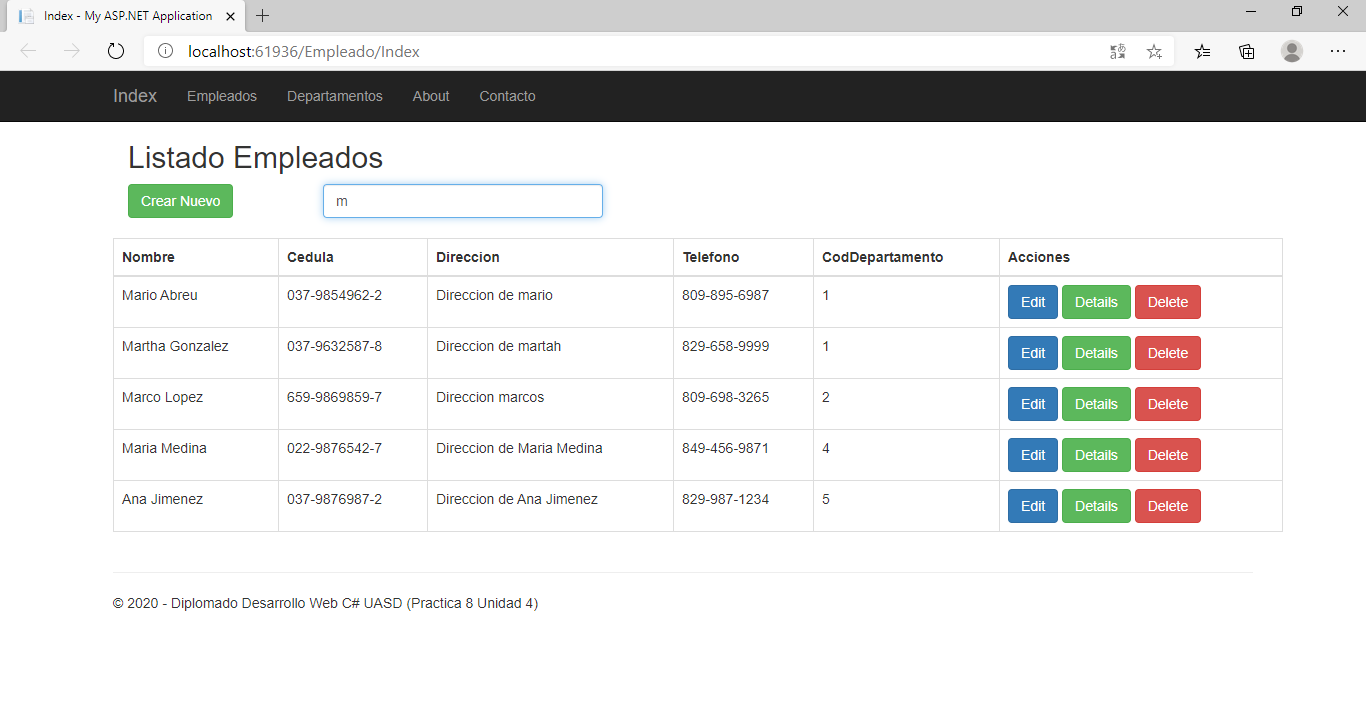 Index - My ASP.NET Application
localhost:61936/Empleado/Index
Index Empleados Departamentos About Contacto
Listado Empleados
Crear Nuevo m
Nombre Cedula Direccion Telefono CodDepartamento Acciones
Mario Abreu 037-9854962-2 Direccion de mario 809-895-6987 1 Edit Details Delete
Martha Gonzalez 037-9632587-8 Direccion de martah 829-658-9999 1 Edit Details Delete
Marco Lopez 659-9869859-7 Direccion marcos 809-698-3265 2 Edit Details Delete
Maria Medina 022-9876542-7 Direccion de Maria Medina 849-456-9871 4 Edit Details Delete
Ana Jimenez 037-9876987-2 Direccion de Ana Jimenez 829-987-1234 5 Edit Details Delete
© 2020 - Diplomado Desarrollo Web C# UASD (Practica 8 Unidad 4)